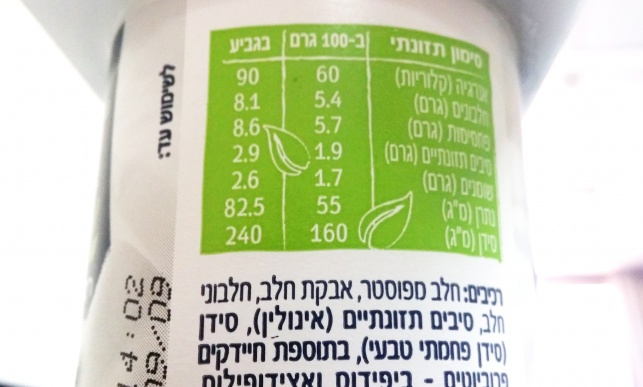 סימון תזונתי ב-100 גרם בגביע
אנרגיה (קלוריות) 60 90
חלבונים (גרם) 5.4 8.1
פחמימות (גרם) 5.7 8.6
סיבים תזונתיים (גרם) 1.9 2.9
שומנים (גרם) 1.7 2.6
נתרן (מ"ג) 55 82.5
סידן (מ"ג) 160 240
רכיבים: חלב מפוסטר, אבקת חלב, חלבוני
חלב, סיבים תזונתיים (אינולין), סידן
(סידן פחמתי טבעי), בתוספת חיידקים
פרוביוטים - ביפידוס ואצידופילוס
לשימוש עד: